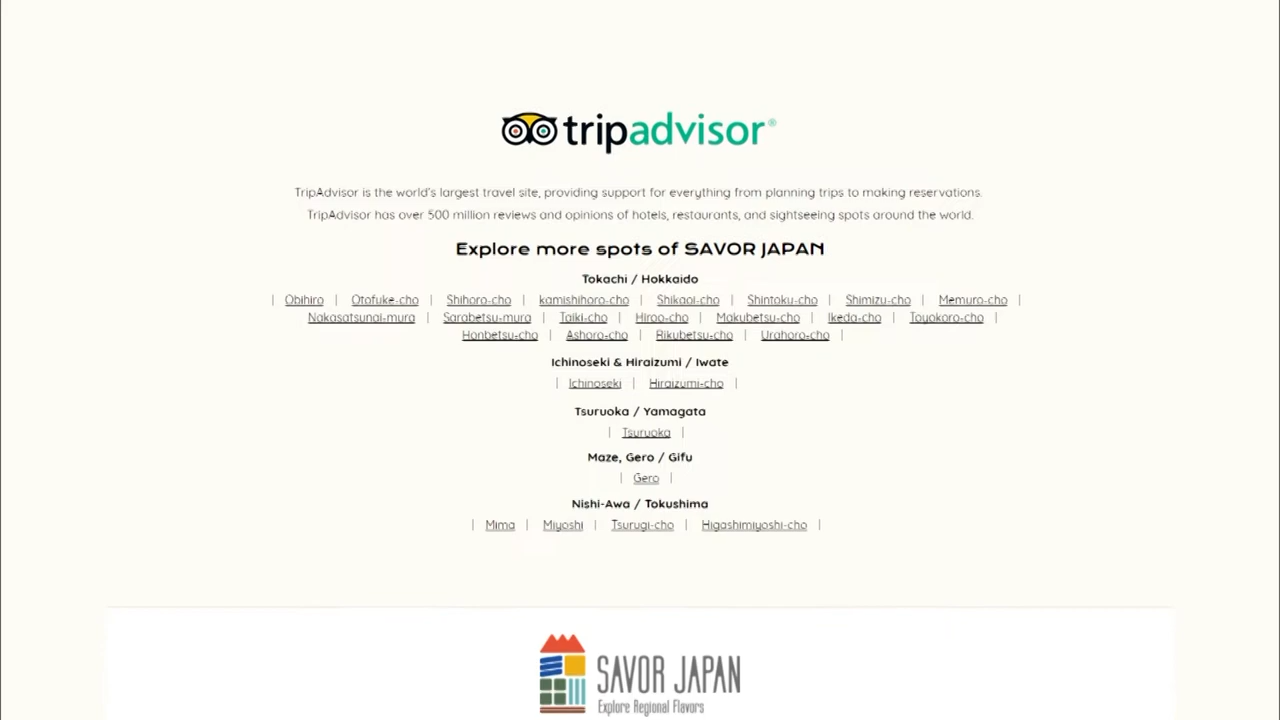 tripadvisor®
TripAdvisor is the world's largest travel site, providing support for everything from planning trips to making reservations.
TripAdvisor has over 500 million reviews and opinions of hotels, restaurants, and sightseeing spots around the world.
Explore more spots of SAVOR JAPAN
Tokachi / Hokkaido
| Obihiro | Otofuke-cho | Shihoro-cho | kamishihoro-cho | Shikaoi-cho | Shintoku-cho | Shimizu-cho | Memuro-cho |
Nakasatsunai-mura | Sarabetsu-mura | Taiki-cho | Hiroo-cho | Makubetsu-cho | Ikeda-cho | Toyokoro-cho |
Honbetsu-cho | Ashoro-cho | Rikubetsu-cho | Urahoro-cho |
Ichinoseki & Hiraizumi / Iwate
| Ichinoseki | Hiraizumi-cho |
Tsuruoka / Yamagata
| Tsuruoka |
Maze, Gero / Gifu
| Gero |
Nishi-Awa / Tokushima
| Mima | Miyoshi | Tsurugi-cho | Higashimiyoshi-cho |
SAVOR JAPAN
Explore Regional Flavors